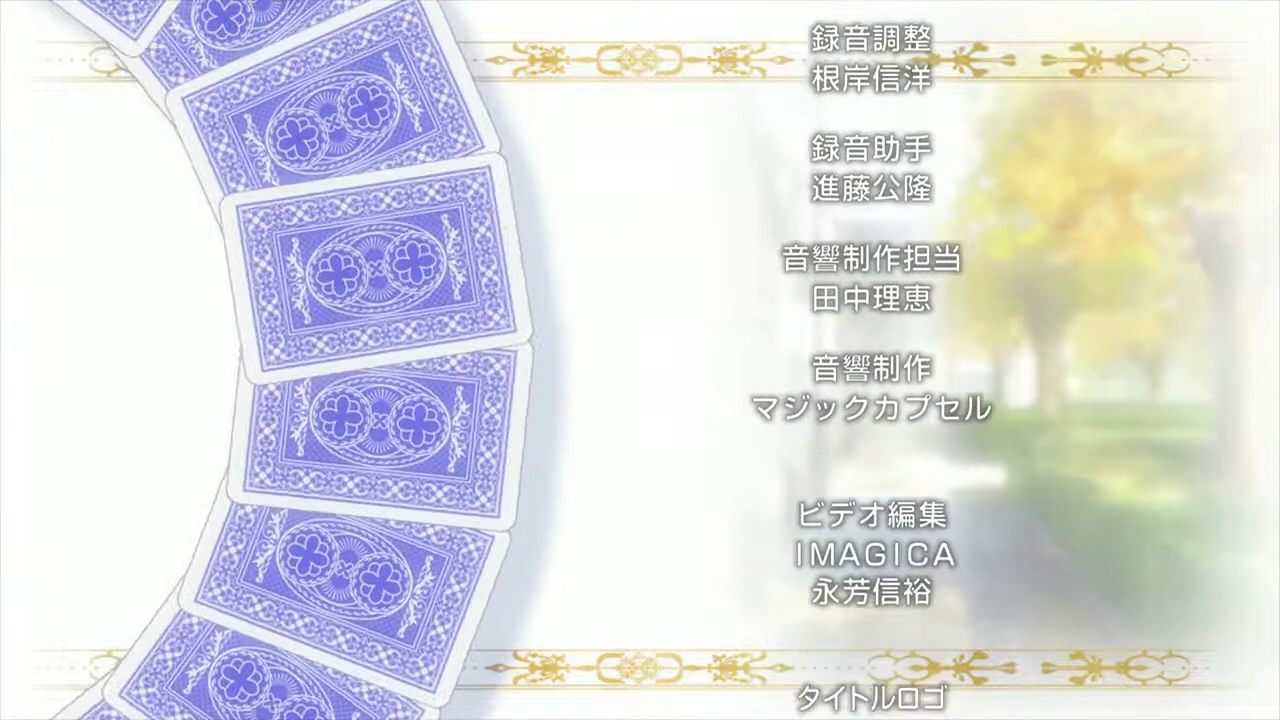 録音調整
根岸信洋
録音助手
進藤公隆
音響制作担当
田中理恵
音響制作
マジックカプセル
ビデオ編集
IMAGICA
永芳信裕
タイトルロゴ